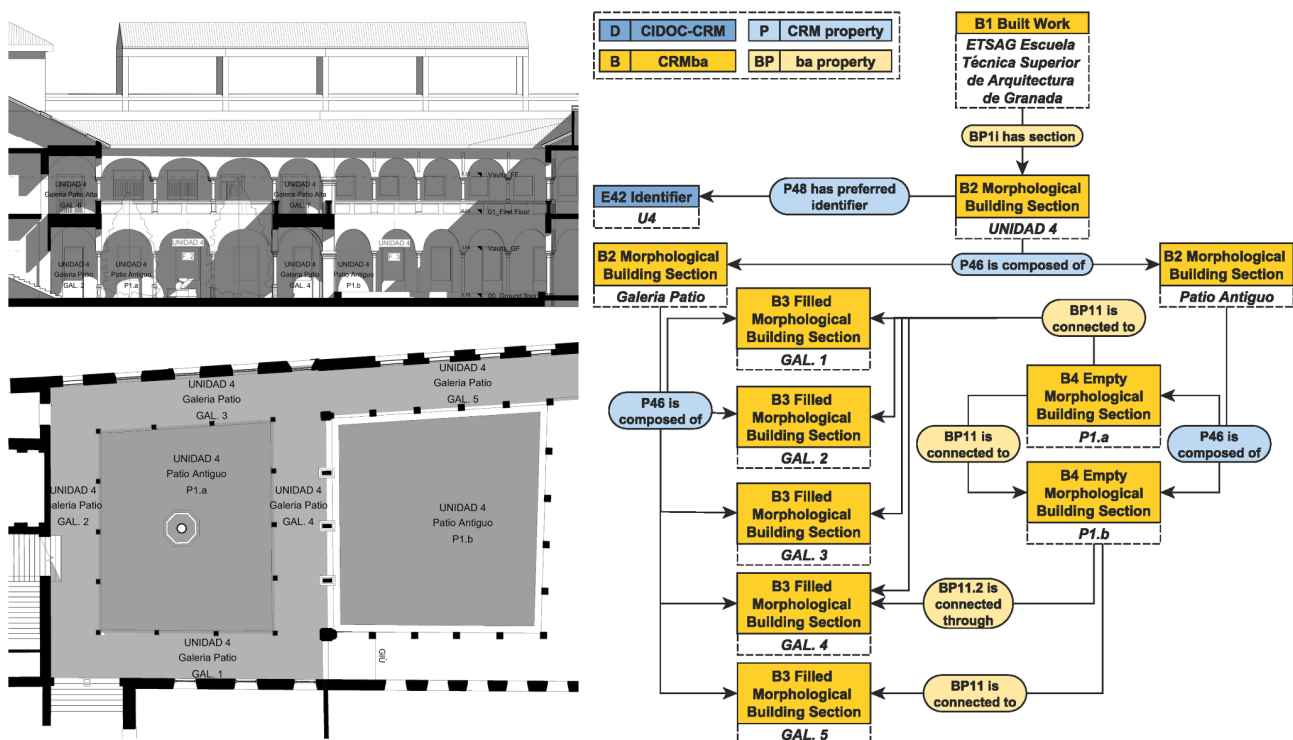 UNIDAD 4
Galeria Patio Alta
GAL. 6
UNIDAD 4
Galeria Patio Alta
GAL. 7
Vaults_FF
01_First Floor
UNIDAD 4
Galeria Patio
GAL. 2
UNIDAD 4
Patio Antiguo
P1.a
UNIDAD 4
UNIDAD 4
Galeria Patio
GAL. 4
UNIDAD 4
Patio Antiguo
P1.b
UNIDAD 4
Vaults_GF
00_Ground floor
UNIDAD 4
Galeria Patio
GAL. 3
UNIDAD 4
Galeria Patio
GAL. 5
UNIDAD 4
Patio Antiguo
P1.a
UNIDAD 4
Galeria Patio
GAL. 2
UNIDAD 4
Galeria Patio
GAL. 4
UNIDAD 4
Patio Antiguo
P1.b
UNIDAD 4
Galeria Patio
GAL. 1
GIÙ
D CIDOC-CRM P CRM property
B CRMba BP ba property
B1 Built Work
ETSAG Escuela
Técnica Superior
de Arquitectura
de Granada
BP1i has section
B2 Morphological
Building Section
UNIDAD 4
P48 has preferred
identifier
E42 Identifier
U4
P46 is composed of
B2 Morphological
Building Section
Galeria Patio
B2 Morphological
Building Section
Patio Antiguo
B3 Filled
Morphological
Building Section
GAL. 1
BP11 is
connected to
P46 is
composed of
B3 Filled
Morphological
Building Section
GAL. 2
B4 Empty
Morphological
Building Section
P1.a
BP11 is
connected to
P46 is
composed of
B4 Empty
Morphological
Building Section
P1.b
B3 Filled
Morphological
Building Section
GAL. 3
B3 Filled
Morphological
Building Section
GAL. 4
BP11.2 is
connected
through
B3 Filled
Morphological
Building Section
GAL. 5
BP11 is
connected to